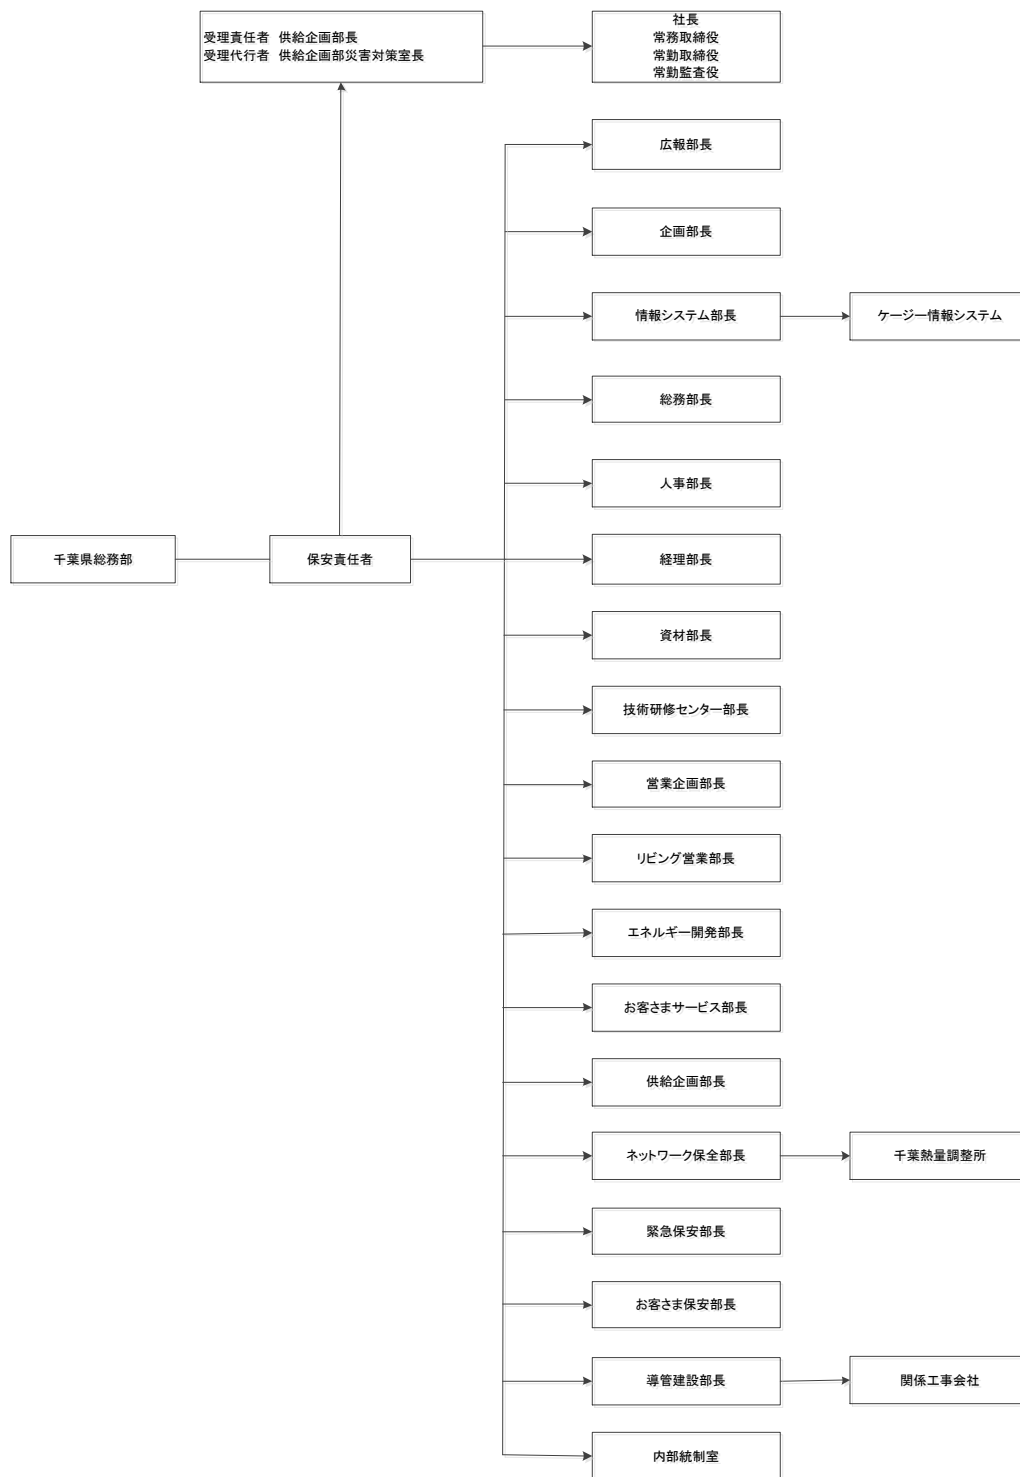 受理責任者 供給企画部長
受理代行者 供給企画部災害対策室長
社長
常務取締役
常勤取締役
常勤監査役
広報部長
企画部長
情報システム部長
ケージー情報システム
総務部長
人事部長
千葉県総務部
保安責任者
経理部長
資材部長
技術研修センター部長
営業企画部長
リビング営業部長
エネルギー開発部長
お客さまサービス部長
供給企画部長
ネットワーク保全部長
千葉熱量調整所
緊急保安部長
お客さま保安部長
導管建設部長
関係工事会社
内部統制室